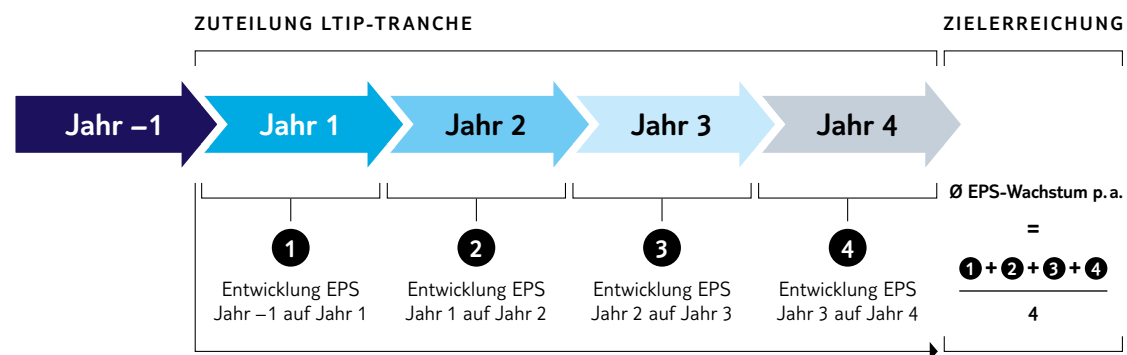 ZUTEILUNG LTIP-TRANCHE
ZIELERREICHUNG
Jahr –1
Jahr 1
Jahr 2
Jahr 3
Jahr 4
1
Entwicklung EPS
Jahr –1 auf Jahr 1
2
Entwicklung EPS
Jahr 1 auf Jahr 2
3
Entwicklung EPS
Jahr 2 auf Jahr 3
4
Entwicklung EPS
Jahr 3 auf Jahr 4
Ø EPS-Wachstum p. a.
=
1 + 2 + 3 + 4
4